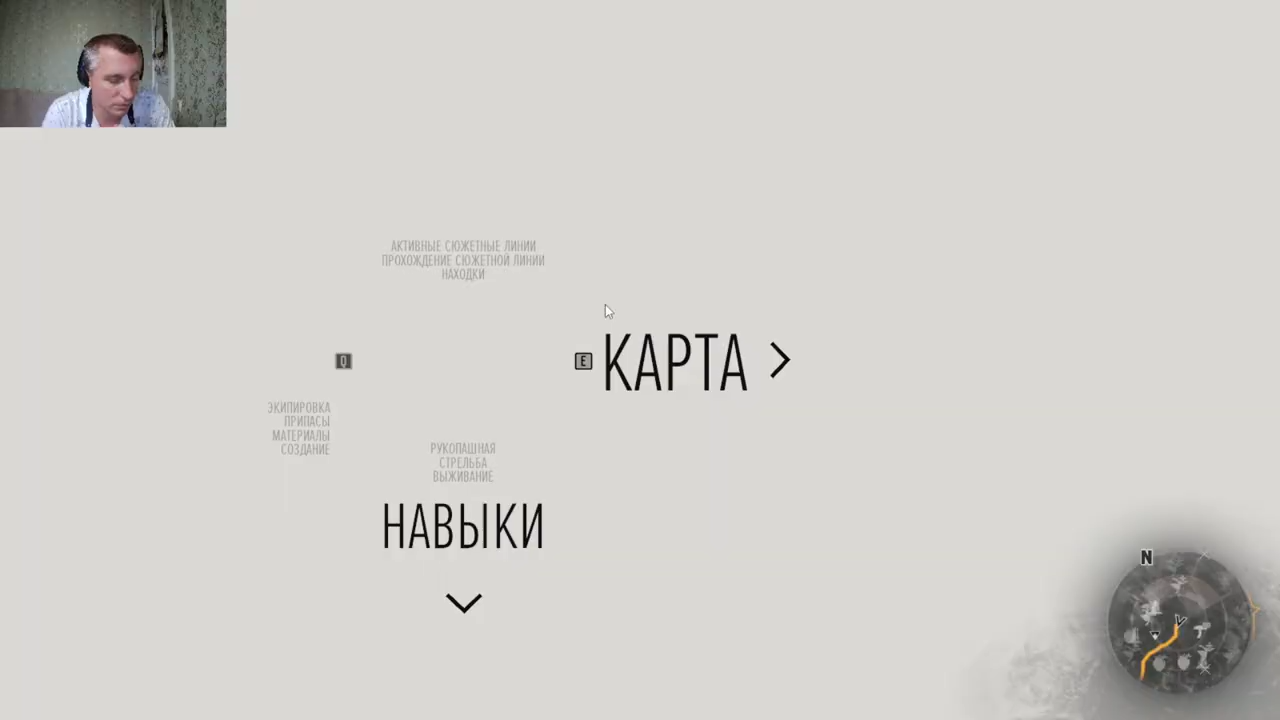 АКТИВНЫЕ СЮЖЕТНЫЕ ЛИНИИ
ПРОХОЖДЕНИЕ СЮЖЕТНОЙ ЛИНИИ
НАХОДКИ
Q
E КАРТА >
ЭКИПИРОВКА
ПРИПАСЫ
МАТЕРИАЛЫ
СОЗДАНИЕ
РУКОПАШНАЯ
СТРЕЛЬБА
ВЫЖИВАНИЕ
НАВЫКИ
N